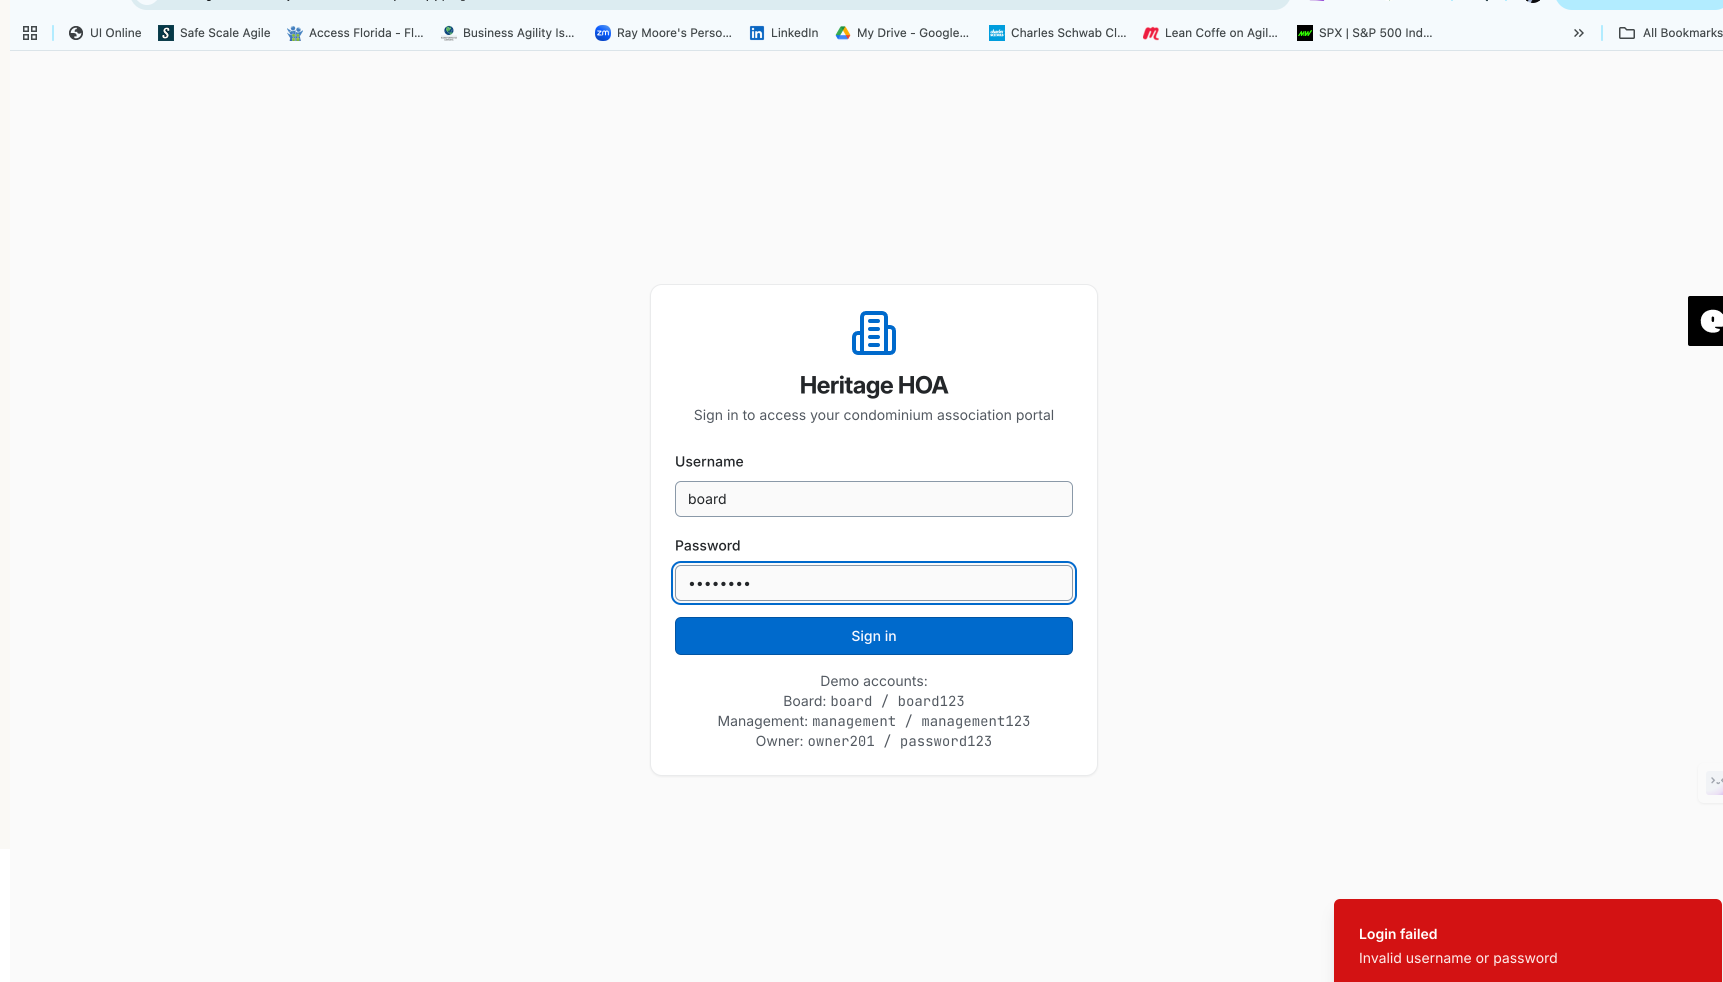 UI Online
Safe Scale Agile
Access Florida - Fl...
Business Agility Is...
Ray Moore's Perso...
LinkedIn
My Drive - Google...
Charles Schwab Cl...
Lean Coffe on Agil...
SPX | S&P 500 Ind...
All Bookmarks
Heritage HOA
Sign in to access your condominium association portal
Username
board
Password
••••••••
Sign in
Demo accounts:
Board: board / board123
Management: management / management123
Owner: owner201 / password123
Login failed
Invalid username or password